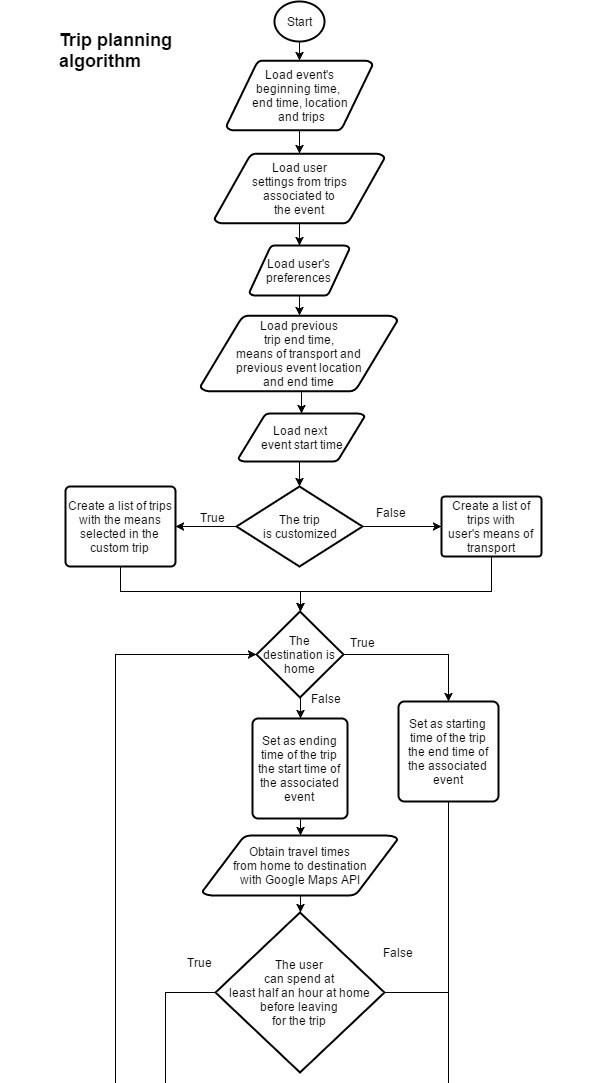 Start
Trip planning
algorithm
Load event's
beginning time,
end time, location
and trips
Load user
settings from trips
associated to
the event
Load user's
preferences
Load previous
trip end time,
means of transport and
previous event location
and end time
Load next
event start time
Create a list of trips
with the means
selected in the
custom trip
True
The trip
is customized
False
Create a list of
trips with
user's means of
transport
The
destination is
home
True
False
Set as ending
time of the trip
the start time of
the associated
event
Set as starting
time of the trip
the end time of
the associated
event
Obtain travel times
from home to destination
with Google Maps API
True
The user
can spend at
least half an hour at home
before leaving
for the trip
False